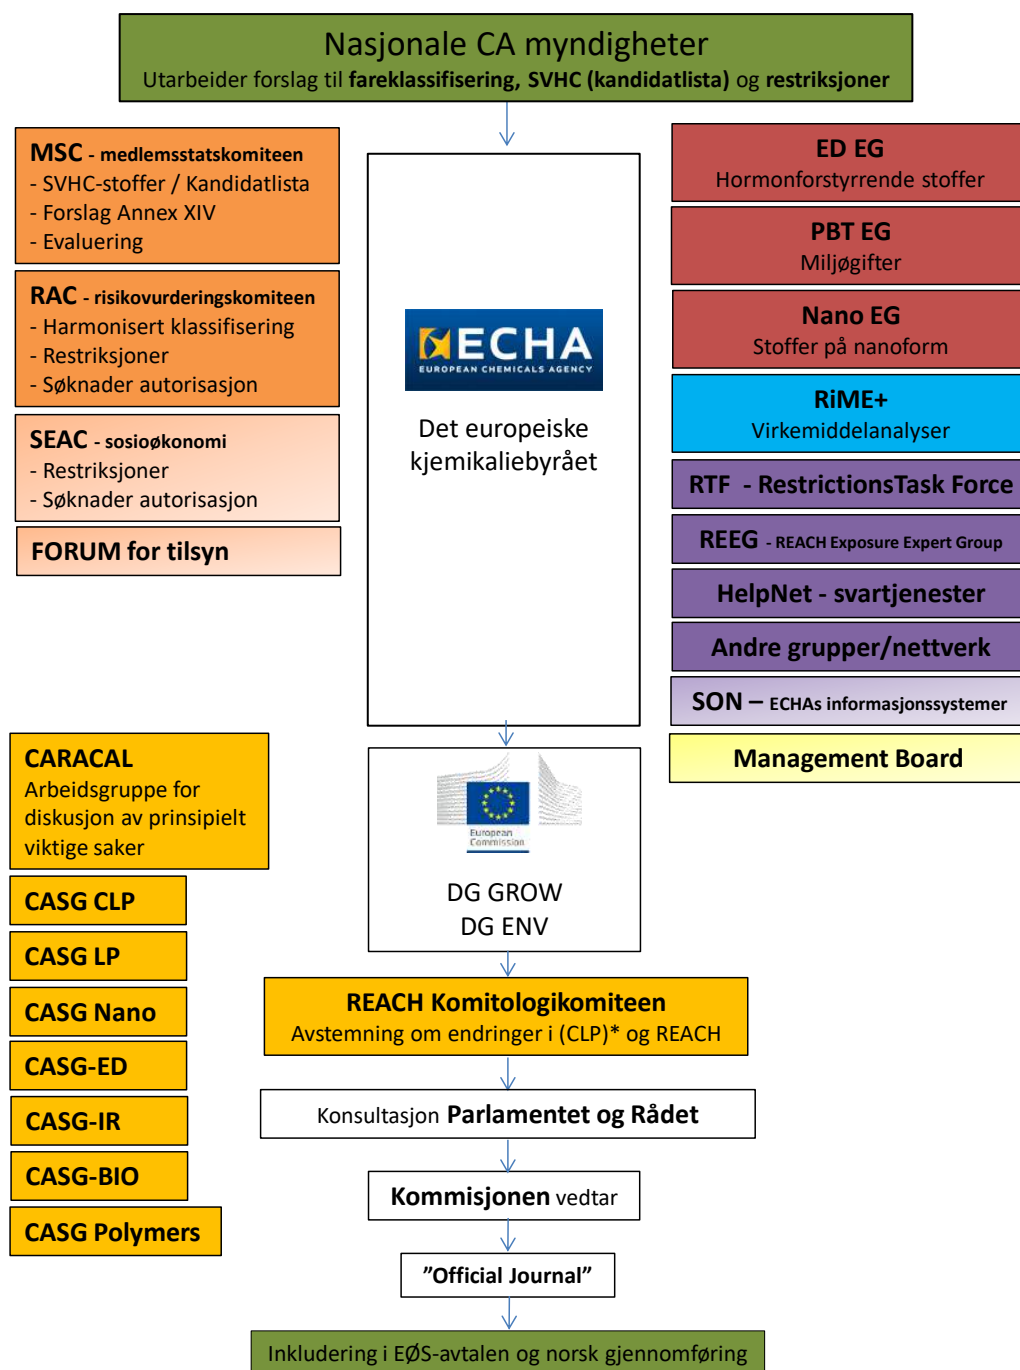 Nasjonale CA myndigheter
Utarbeider forslag til fareklassifisering, SVHC (kandidatlista) og restriksjoner
MSC - medlemsstatskomiteen
- SVHC-stoffer / Kandidatlista
- Forslag Annex XIV
- Evaluering
RAC - risikovurderingskomiteen
- Harmonisert klassifisering
- Restriksjoner
- Søknader autorisasjon
SEAC - sosioøkonomi
- Restriksjoner
- Søknader autorisasjon
FORUM for tilsyn
ECHA
EUROPEAN CHEMICALS AGENCY
Det europeiske
kjemikaliebyrået
ED EG
Hormonforstyrrende stoffer
PBT EG
Miljøgifter
Nano EG
Stoffer på nanoform
RiME+
Virkemiddelanalyser
RTF - RestrictionsTask Force
REEG - REACH Exposure Expert Group
HelpNet - svartjenester
Andre grupper/nettverk
SON – ECHAs informasjonssystemer
Management Board
CARACAL
Arbeidsgruppe for
diskusjon av prinsipielt
viktige saker
CASG CLP
CASG LP
CASG Nano
CASG-ED
CASG-IR
CASG-BIO
CASG Polymers
European
Commission
DG GROW
DG ENV
REACH Komitologikomiteen
Avstemning om endringer i (CLP)* og REACH
Konsultasjon Parlamentet og Rådet
Kommisjonen vedtar
”Official Journal”
Inkludering i EØS-avtalen og norsk gjennomføring